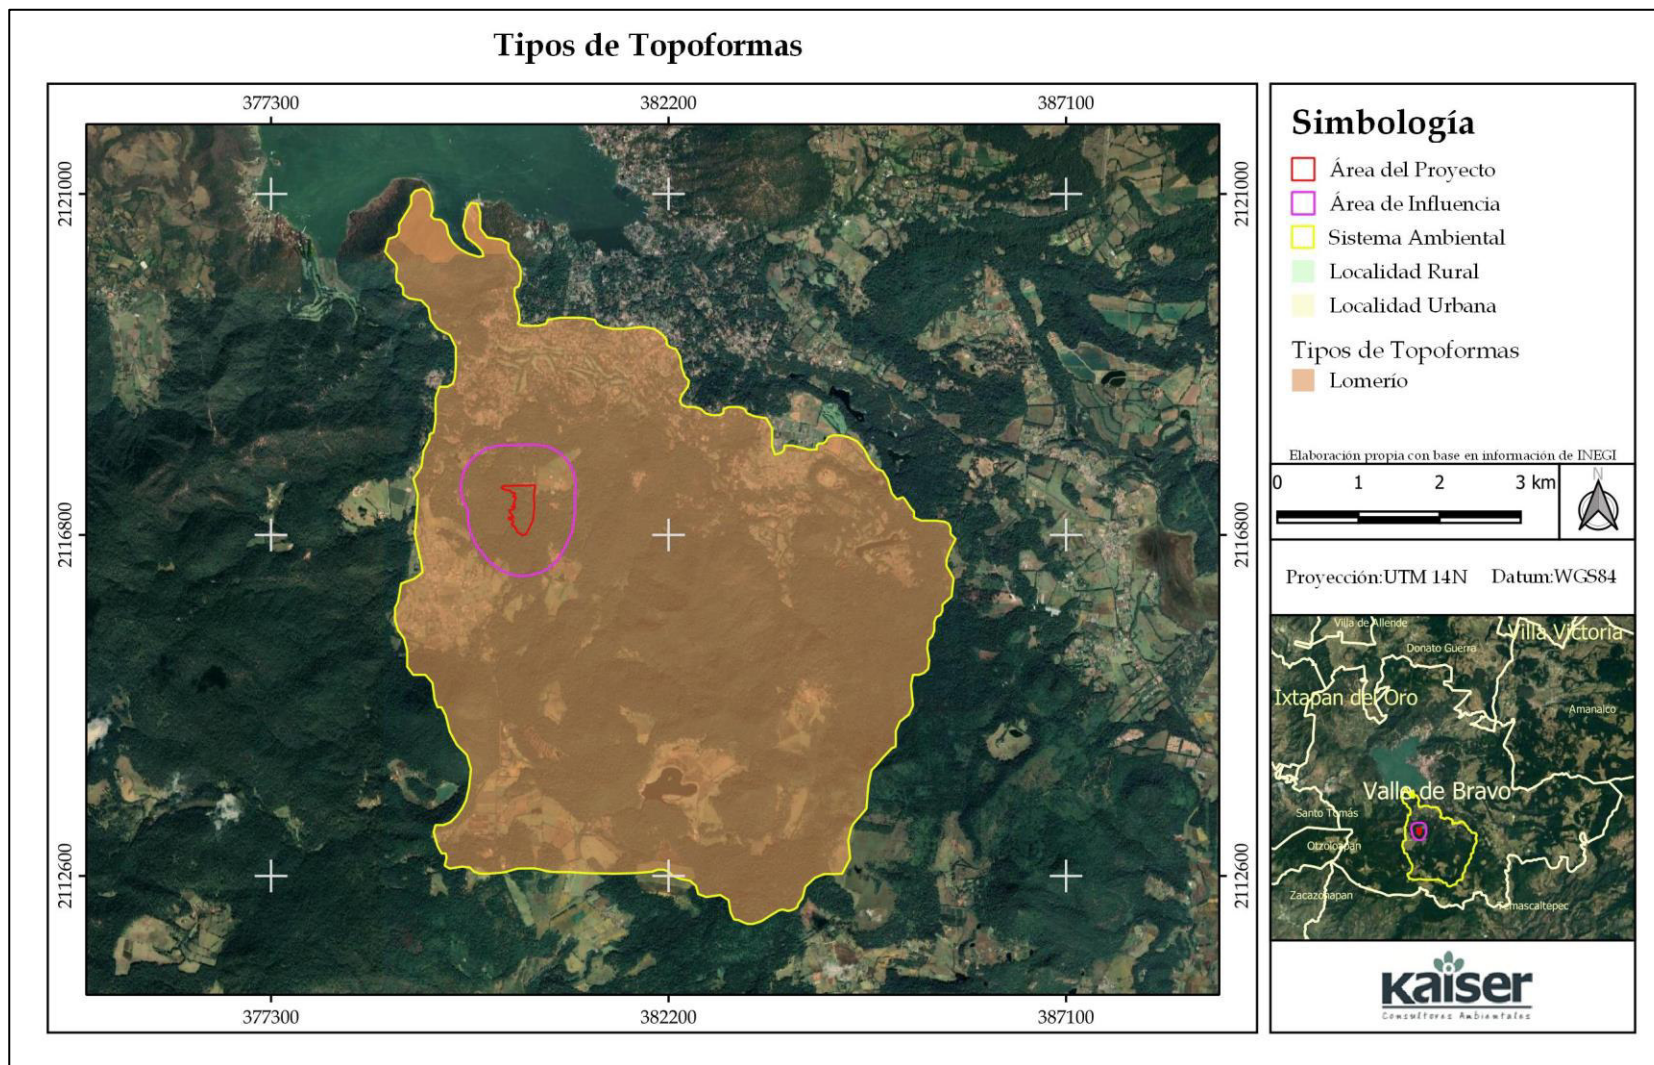 Tipos de Topoformas
377300
382200
387100
2121000
2121000
2116800
2116800
2112600
2112600
377300
382200
387100
Simbología
Área del Proyecto
Área de Influencia
Sistema Ambiental
Localidad Rural
Localidad Urbana
Tipos de Topoformas
Lomerío
Elaboración propia con base en información de INEGI
0 1 2 3 km
N
Proyección:UTM 14N Datum:WGS84
Villa de Allende
Villa Victoria
Donato Guerra
Ixtapan del Oro
Amanalco
Valle de Bravo
Santo Tomás
Otzoloapan
Zacazonapan
Temascaltepec
Kaiser
Consultores Ambientales